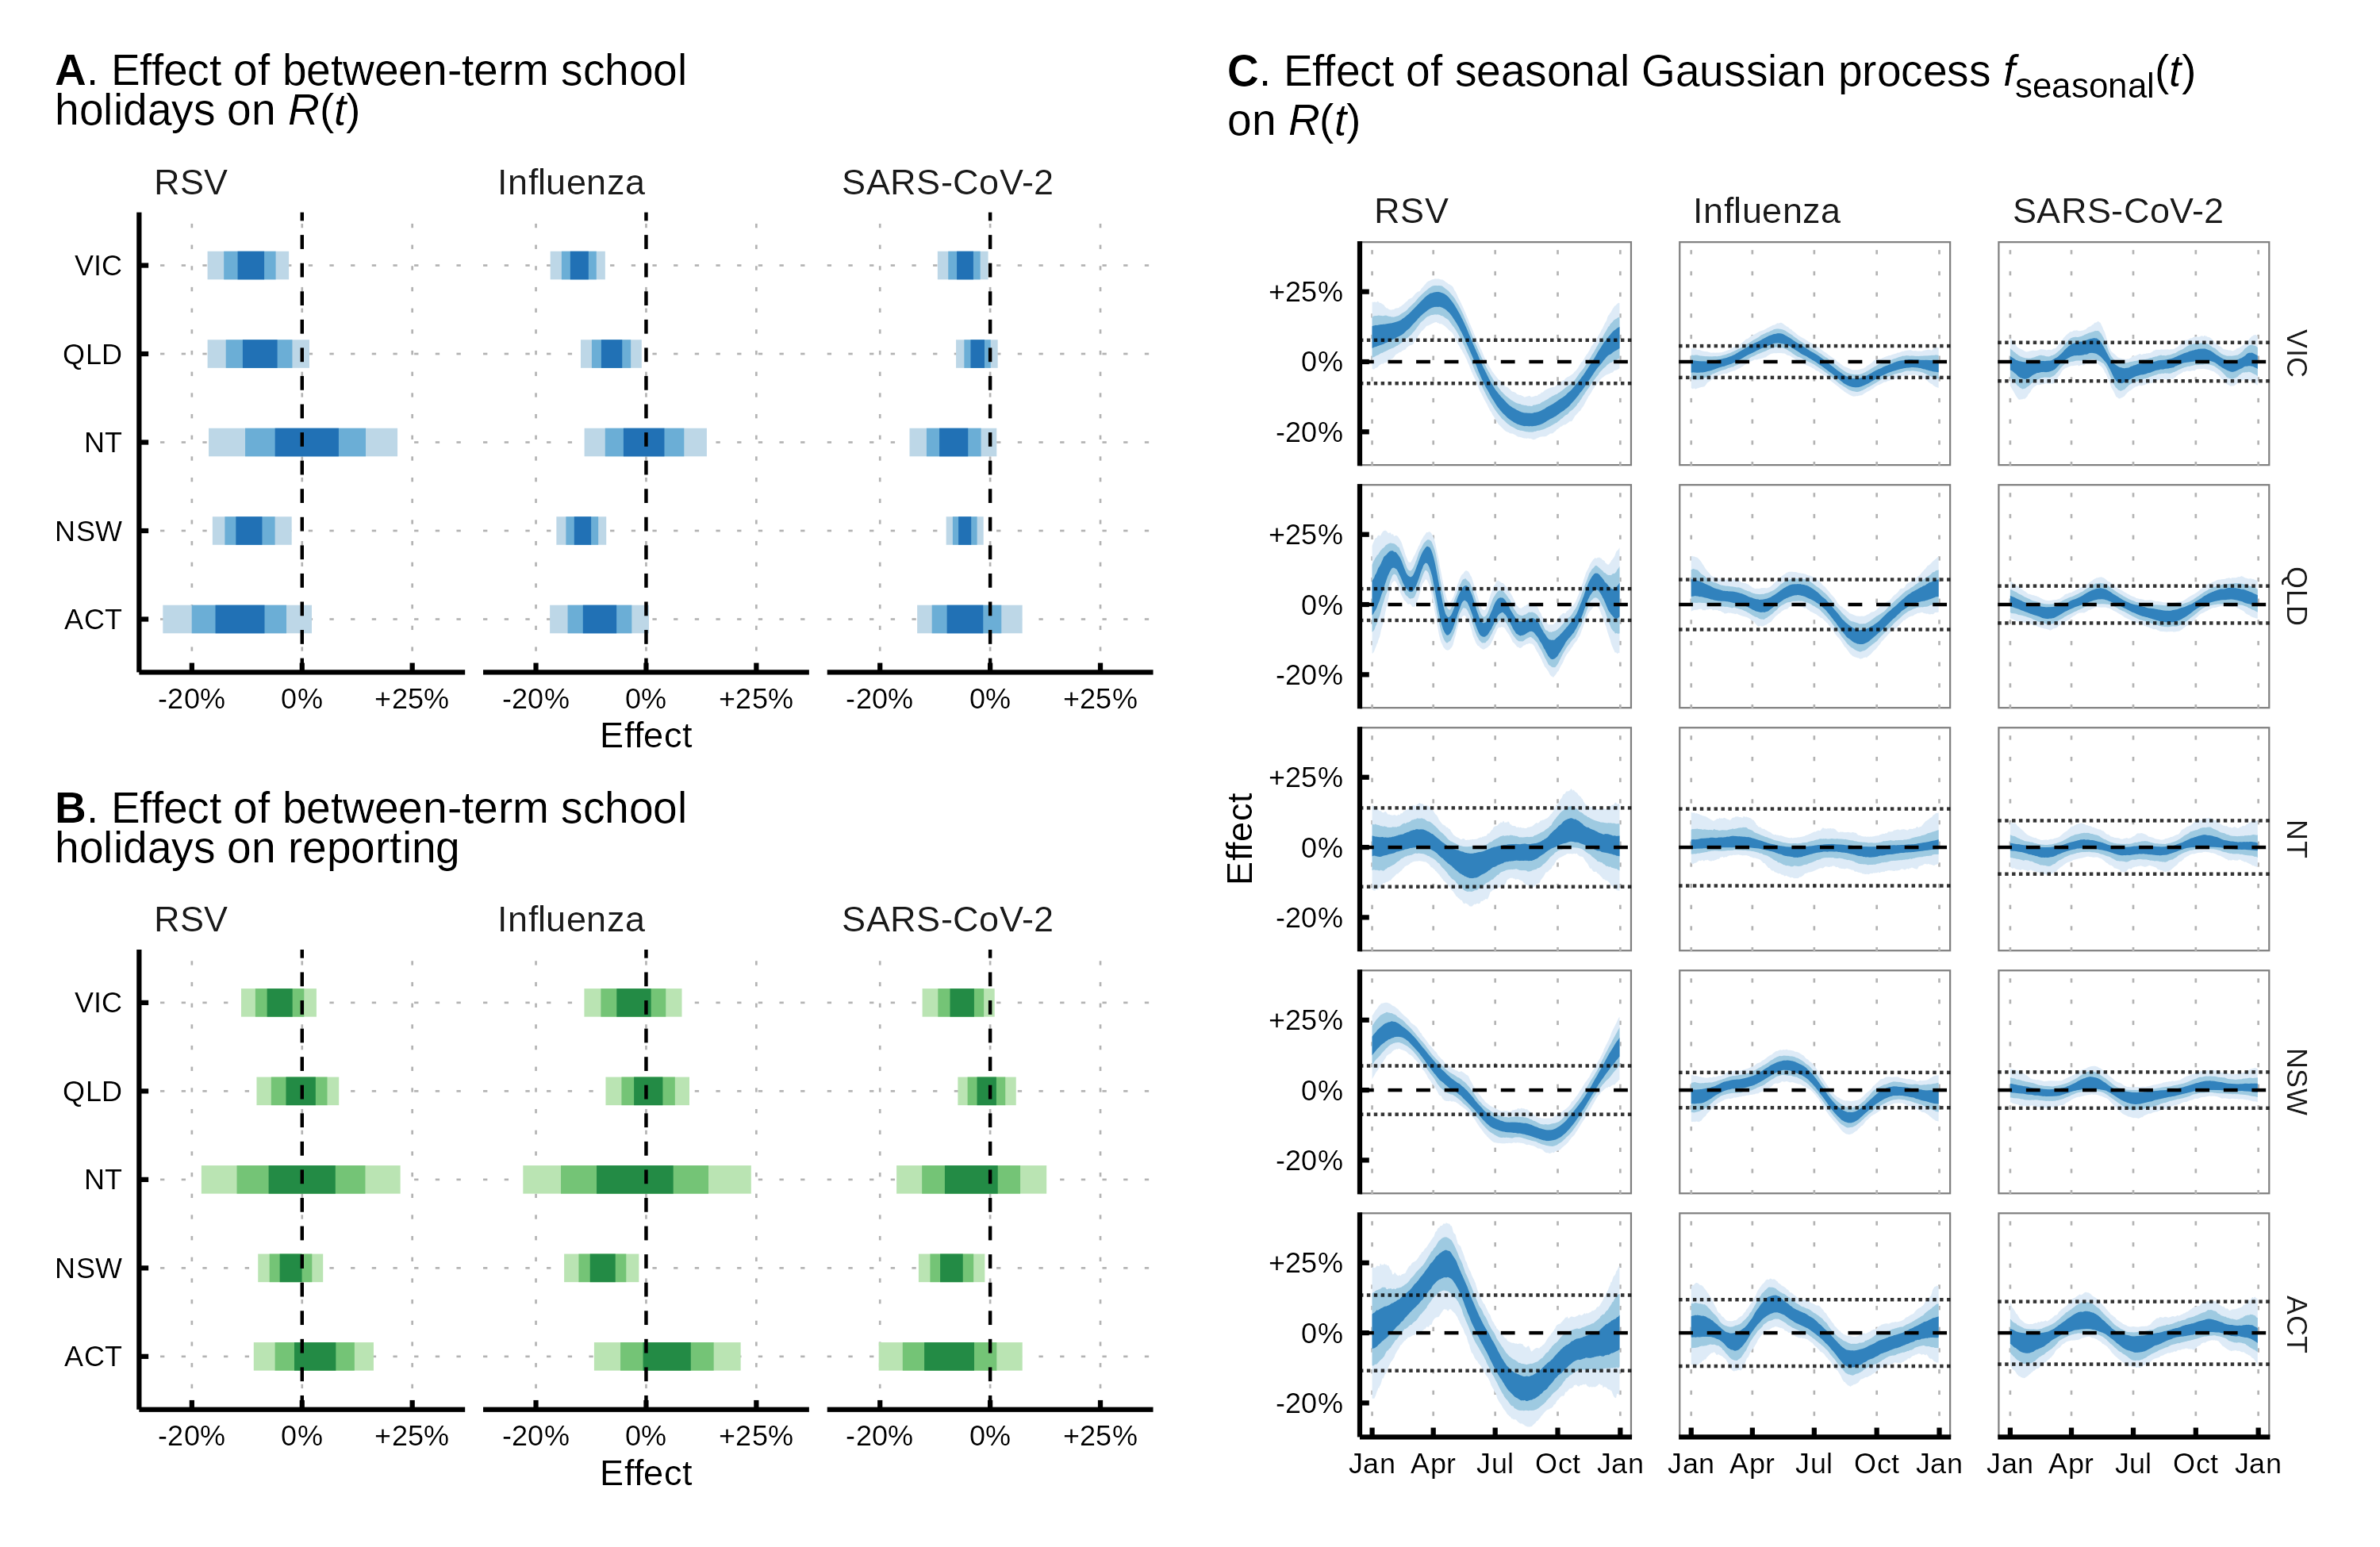 A. Effect of between-term school
holidays on R(t)
RSV Influenza SARS-CoV-2
VIC
QLD
NT
NSW
ACT
-20% 0% +25% -20% 0% +25% -20% 0% +25%
Effect
B. Effect of between-term school
holidays on reporting
RSV Influenza SARS-CoV-2
VIC
QLD
NT
NSW
ACT
-20% 0% +25% -20% 0% +25% -20% 0% +25%
Effect
C. Effect of seasonal Gaussian process fseasonal(t)
on R(t)
RSV Influenza SARS-CoV-2
Effect
+25%
0%
-20%
VIC
+25%
0%
-20%
QLD
+25%
0%
-20%
NT
+25%
0%
-20%
NSW
+25%
0%
-20%
ACT
Jan Apr Jul Oct Jan Jan Apr Jul Oct Jan Jan Apr Jul Oct Jan